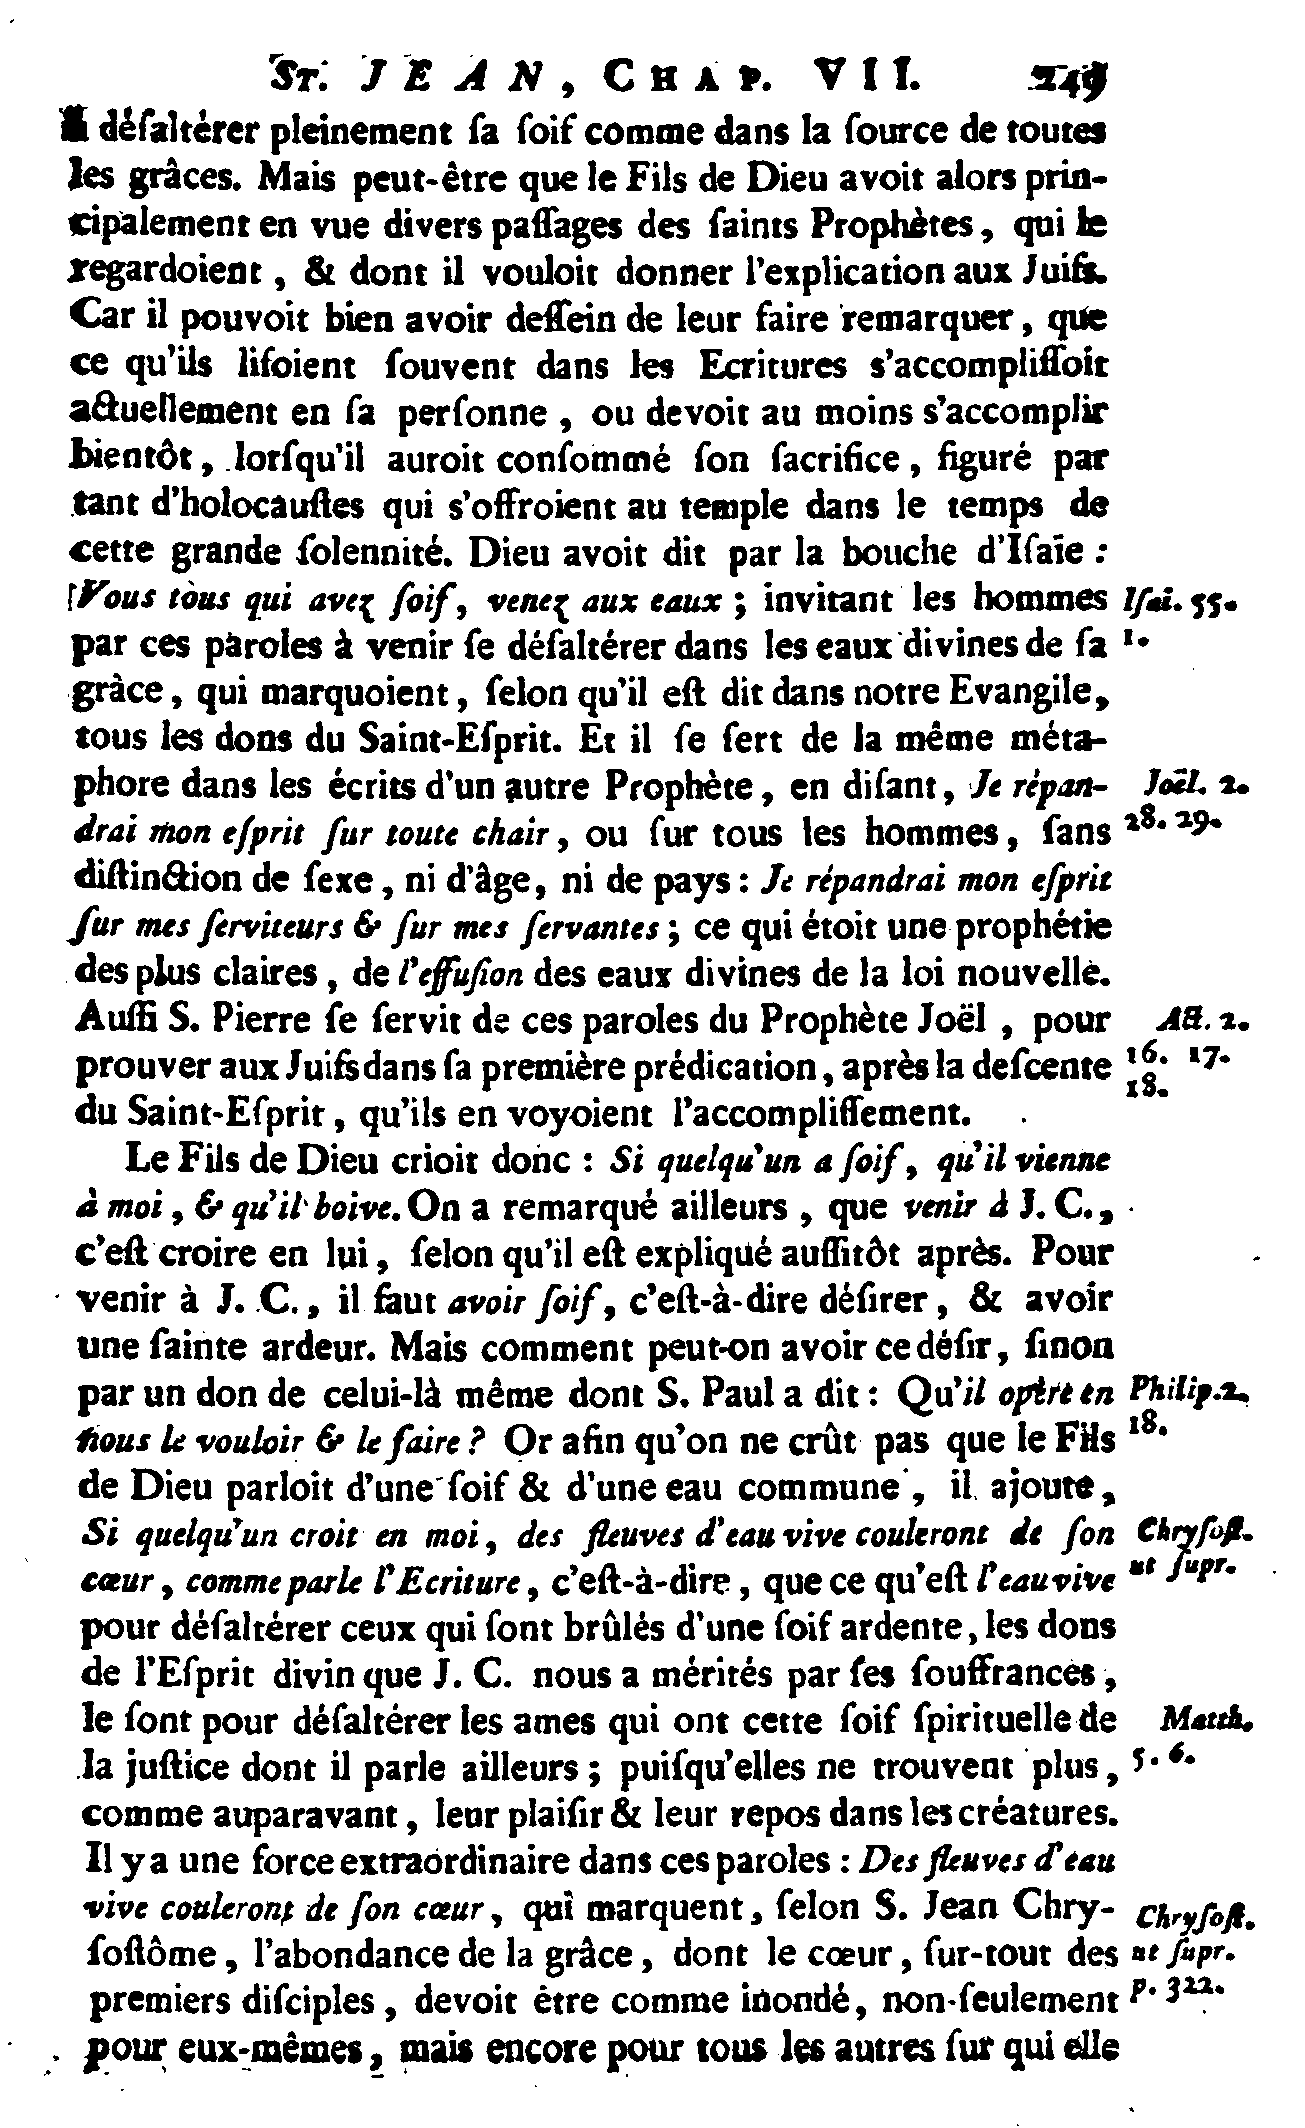 ST. JEAN, CHAP. VII. 249
à déſaltérer pleinement ſa ſoif comme dans la ſource de toutes
les grâces. Mais peut-être que le Fils de Dieu avoit alors prin-
cipalement en vue divers paſſages des ſaints Prophètes, qui le
regardoient, & dont il vouloit donner l'explication aux Juifs.
Car il pouvoit bien avoir deſſein de leur faire remarquer, que
ce qu'ils liſoient ſouvent dans les Ecritures s'accompliſſoit
actuellement en ſa perſonne, ou devoit au moins s'accomplir
bientôt, lorſqu'il auroit conſommé ſon ſacrifice, figuré par
tant d'holocauſtes qui s'offroient au temple dans le temps de
cette grande ſolennité. Dieu avoit dit par la bouche d'Iſaïe :
Vous tous qui avez ſoif, venez aux eaux ; invitant les hommes Iſai. 55.
par ces paroles à venir ſe déſaltérer dans les eaux divines de ſa 1.
grâce, qui marquoient, ſelon qu'il eſt dit dans notre Evangile,
tous les dons du Saint-Eſprit. Et il ſe ſert de la même méta-
phore dans les écrits d'un autre Prophète, en diſant, Je répan- Joël. 2.
drai mon eſprit ſur toute chair, ou ſur tous les hommes, ſans 28. 29.
diſtinction de ſexe, ni d'âge, ni de pays : Je répandrai mon eſprit
ſur mes ſerviteurs & ſur mes ſervantes ; ce qui étoit une prophétie
des plus claires, de l'effuſion des eaux divines de la loi nouvelle.
Auſſi S. Pierre ſe ſervit de ces paroles du Prophète Joël, pour Act. 2.
prouver aux Juifs dans ſa première prédication, après la deſcente 16. 17.
du Saint-Eſprit, qu'ils en voyoient l'accompliſſement. 18.
Le Fils de Dieu crioit donc : Si quelqu'un a ſoif, qu'il vienne
à moi, & qu'il boive. On a remarqué ailleurs, que venir à J. C.,
c'eſt croire en lui, ſelon qu'il eſt expliqué auſſitôt après. Pour
venir à J. C., il faut avoir ſoif, c'eſt-à-dire déſirer, & avoir
une ſainte ardeur. Mais comment peut-on avoir ce déſir, ſinon
par un don de celui-là même dont S. Paul a dit : Qu'il opère en Philip. 2.
nous le vouloir & le faire ? Or afin qu'on ne crût pas que le Fils 18.
de Dieu parloit d'une ſoif & d'une eau commune, il ajoute,
Si quelqu'un croit en moi, des fleuves d'eau vive couleront de ſon Chryſoſt.
cœur, comme parle l'Ecriture, c'eſt-à-dire, que ce qu'eſt l'eau vive ut ſupr.
pour déſaltérer ceux qui ſont brûlés d'une ſoif ardente, les dons
de l'Eſprit divin que J. C. nous a mérités par ſes ſouffrances,
le ſont pour déſaltérer les ames qui ont cette ſoif ſpirituelle de Matth.
la juſtice dont il parle ailleurs ; puiſqu'elles ne trouvent plus, 5. 6.
comme auparavant, leur plaiſir & leur repos dans les créatures.
Il y a une force extraordinaire dans ces paroles : Des fleuves d'eau
vive couleront de ſon cœur, qui marquent, ſelon S. Jean Chry- Chryſoſt.
ſoſtôme, l'abondance de la grâce, dont le cœur, ſur-tout des ut ſupr.
premiers diſciples, devoit être comme inondé, non-ſeulement p. 322.
pour eux-mêmes, mais encore pour tous les autres ſur qui elle